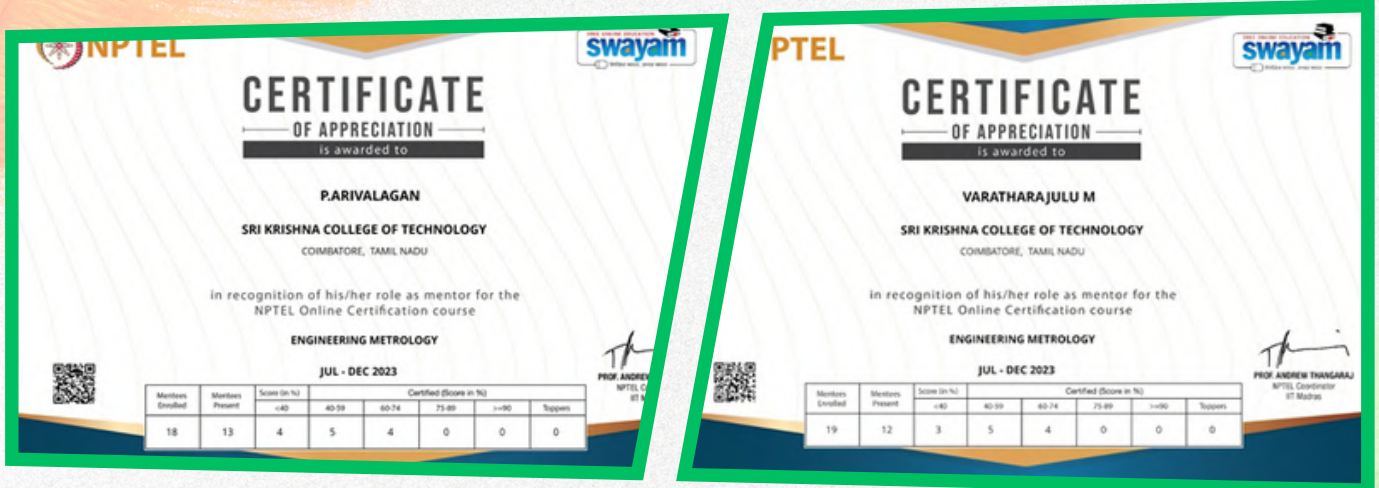 NPTEL
FREE ONLINE EDUCATION
swayam
CERTIFICATE
OF APPRECIATION
is awarded to
P.ARIVALAGAN
SRI KRISHNA COLLEGE OF TECHNOLOGY
COIMBATORE, TAMIL NADU
in recognition of his/her role as mentor for the
NPTEL Online Certification course
ENGINEERING METROLOGY
JUL - DEC 2023
PROF. ANDREW
NPTEL C
IIT M
Mentees Enrolled Mentees Present Score (in %) Certified (Score in %)
<40 40-59 60-74 75-89 >=90 Toppers
18 13 4 5 4 0 0 0
PTEL
FREE ONLINE EDUCATION
swayam
CERTIFICATE
OF APPRECIATION
is awarded to
VARATHARAJULU M
SRI KRISHNA COLLEGE OF TECHNOLOGY
COIMBATORE, TAMIL NADU
in recognition of his/her role as mentor for the
NPTEL Online Certification course
ENGINEERING METROLOGY
JUL - DEC 2023
PROF. ANDREW THANGARAJ
NPTEL Coordinator
IIT Madras
Mentees Enrolled Mentees Present Score (in %) Certified (Score in %)
<40 40-59 60-74 75-89 >=90 Toppers
19 12 3 5 4 0 0 0